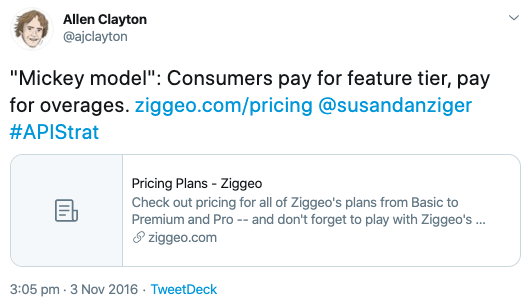 Allen Clayton
@ajclayton
"Mickey model": Consumers pay for feature tier, pay
for overages. ziggeo.com/pricing @susandanziger
#APIStrat
Pricing Plans - Ziggeo
Check out pricing for all of Ziggeo's plans from Basic to
Premium and Pro -- and don't forget to play with Ziggeo's ...
ziggeo.com
3:05 pm · 3 Nov 2016 · TweetDeck